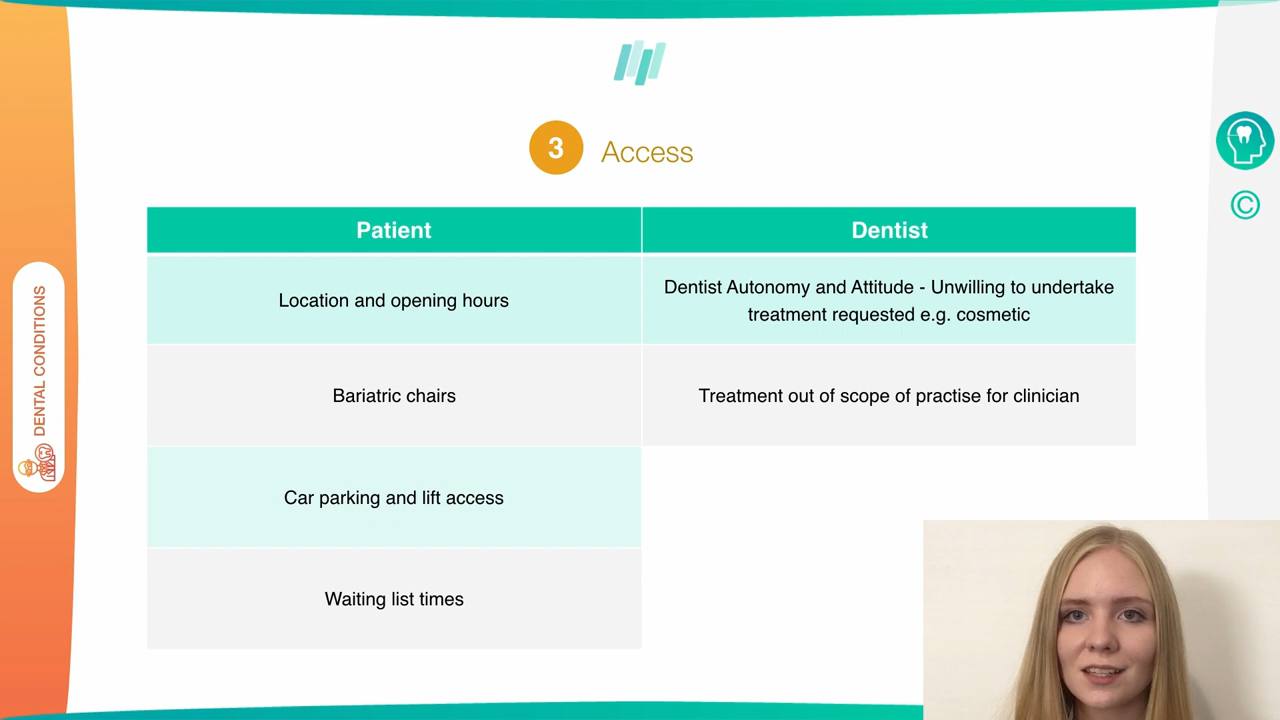 3
Access
Patient
Dentist
Location and opening hours
Dentist Autonomy and Attitude - Unwilling to undertake
treatment requested e.g. cosmetic
Bariatric chairs
Treatment out of scope of practise for clinician
Car parking and lift access
Waiting list times
DENTAL CONDITIONS
©